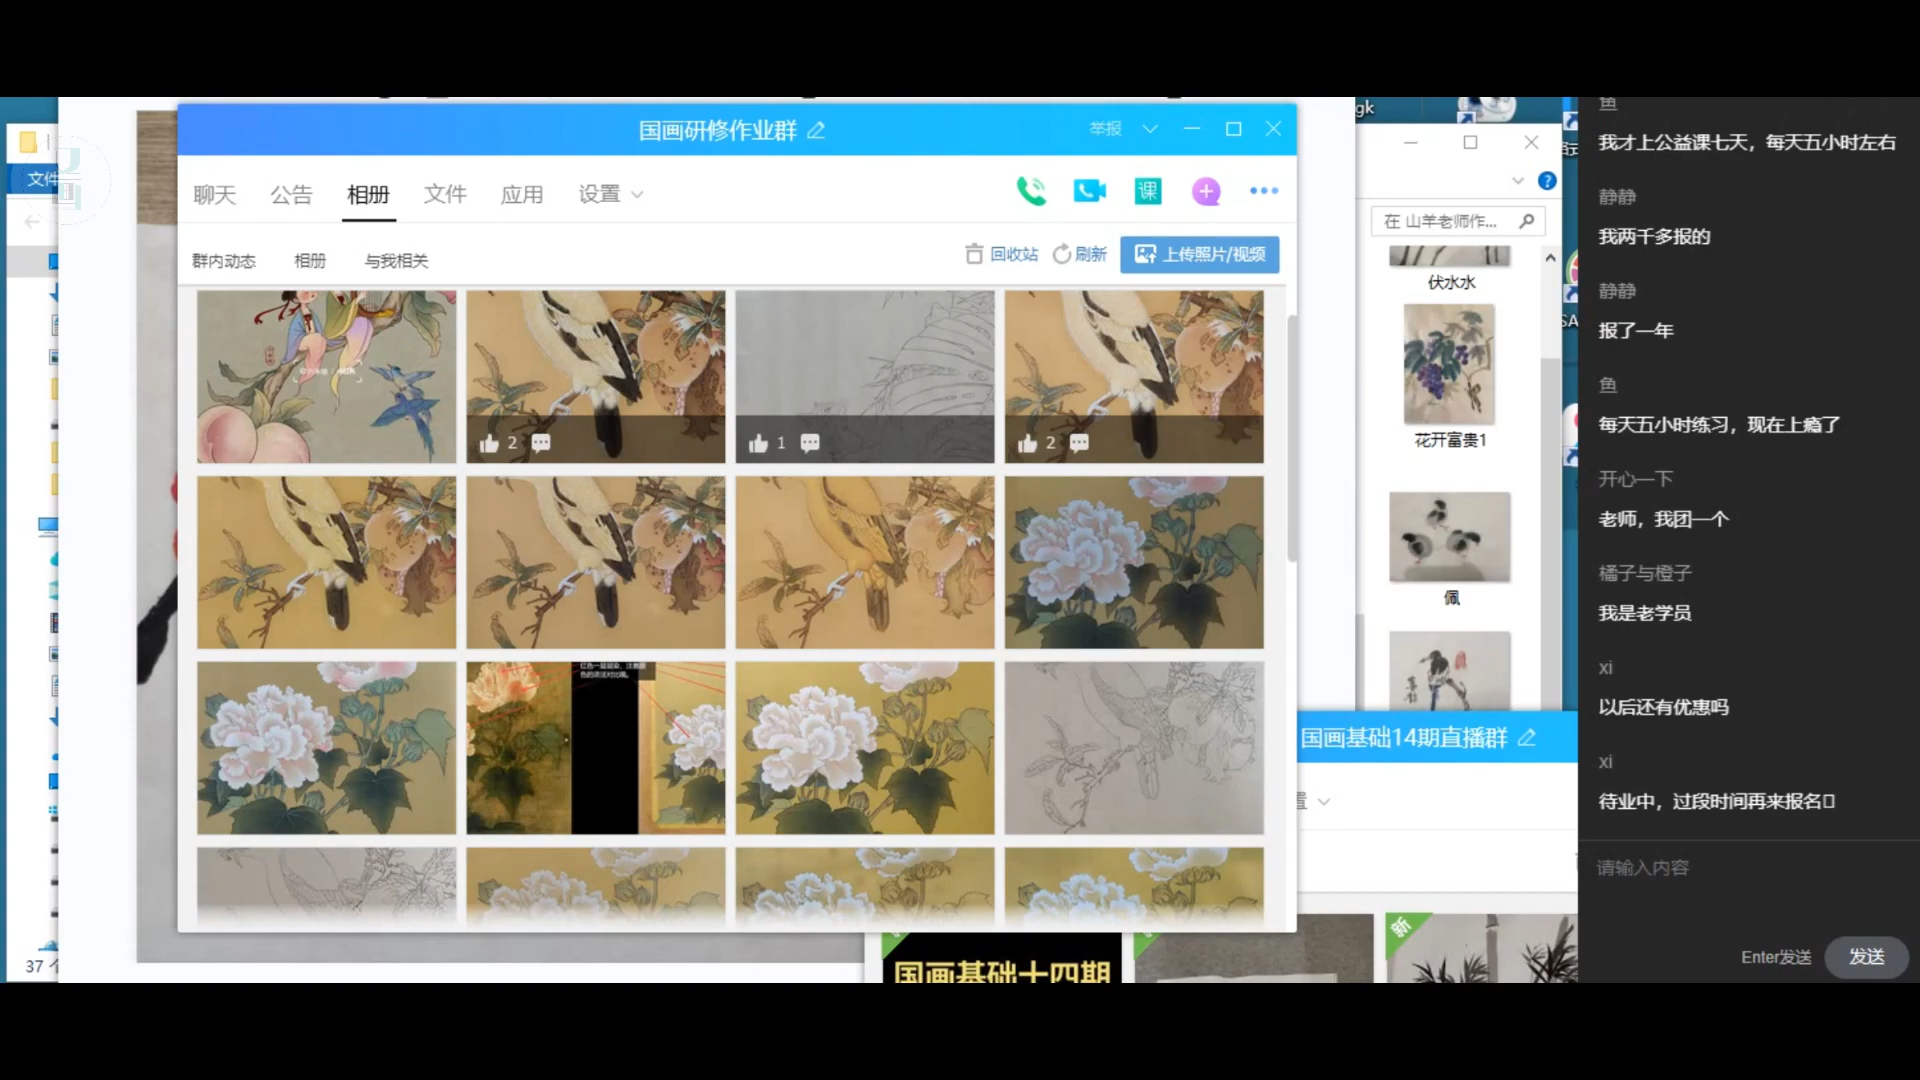 国画研修作业群
举报
聊天 公告 相册 文件 应用 设置
课
群内动态 相册 与我相关
回收站 刷新 上传照片/视频
2
1
2
文件
37
gk
在 山羊老师作...
伏水水
花开富贵1
佩
国画基础14期直播群
国画基础十四期
新
鱼
我才上公益课七天，每天五小时左右
静静
我两千多报的
静静
报了一年
鱼
每天五小时练习，现在上瘾了
开心一下
老师，我团一个
橘子与橙子
我是老学员
xi
以后还有优惠吗
xi
待业中，过段时间再来报名
请输入内容
Enter发送 发送